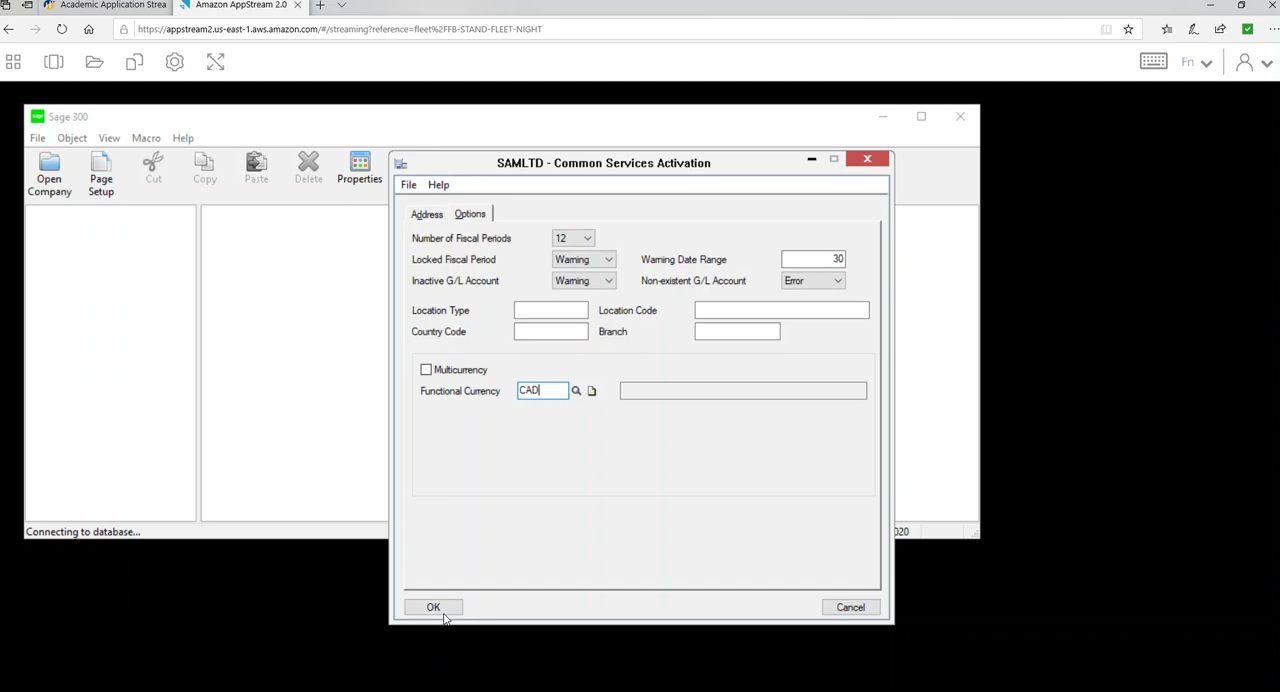 Academic Application Strea
Amazon AppStream 2.0
https://appstream2.us-east-1.aws.amazon.com/#/streaming?reference=fleet%2FFB-STAND-FLEET-NIGHT
Fn
sage Sage 300
File Object View Macro Help
Open Company
Page Setup
Cut
Copy
Paste
Delete
Properties
SAMLTD - Common Services Activation
File Help
Address Options
Number of Fiscal Periods 12
Locked Fiscal Period Warning Warning Date Range 30
Inactive G/L Account Warning Non-existent G/L Account Error
Location Type Location Code
Country Code Branch
Multicurrency
Functional Currency CAD
Connecting to database...
020
OK Cancel